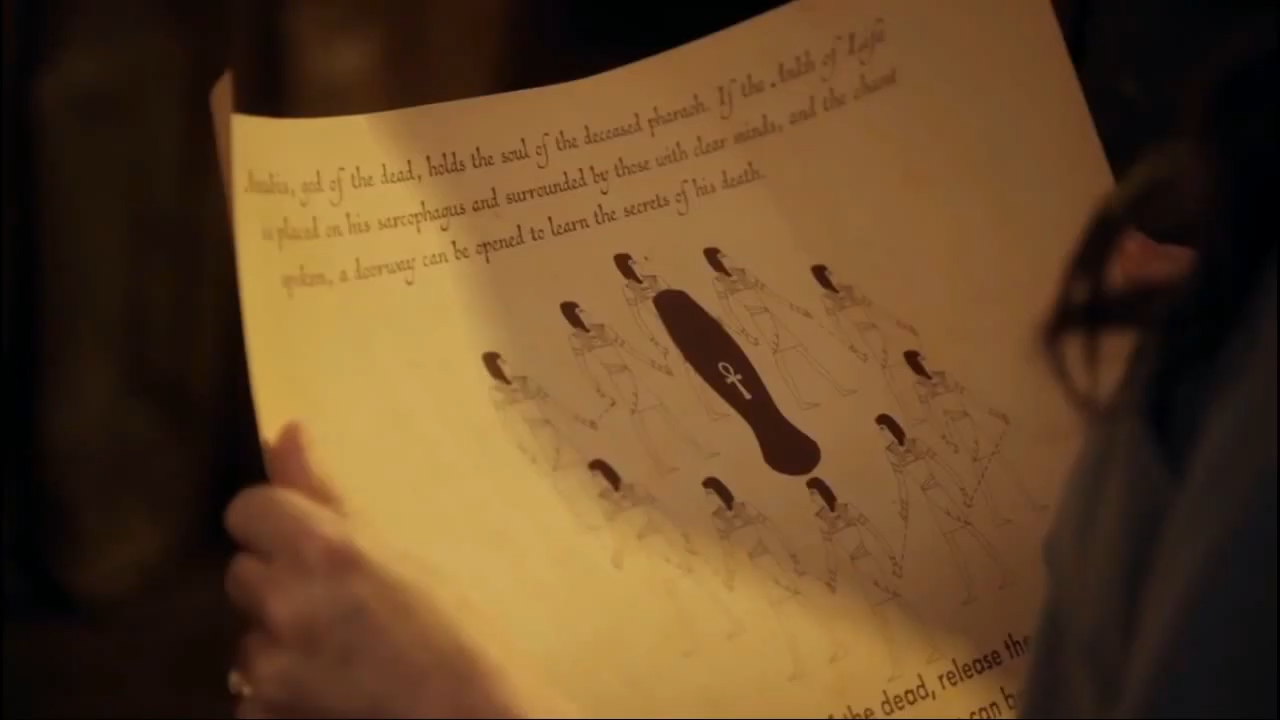 Anubis, god of the dead, holds the soul of the deceased pharaoh. If the Ankh of Life
is placed on his sarcophagus and surrounded by those with clear minds, and the chant
spoken, a doorway can be opened to learn the secrets of his death.
the dead, release the
can